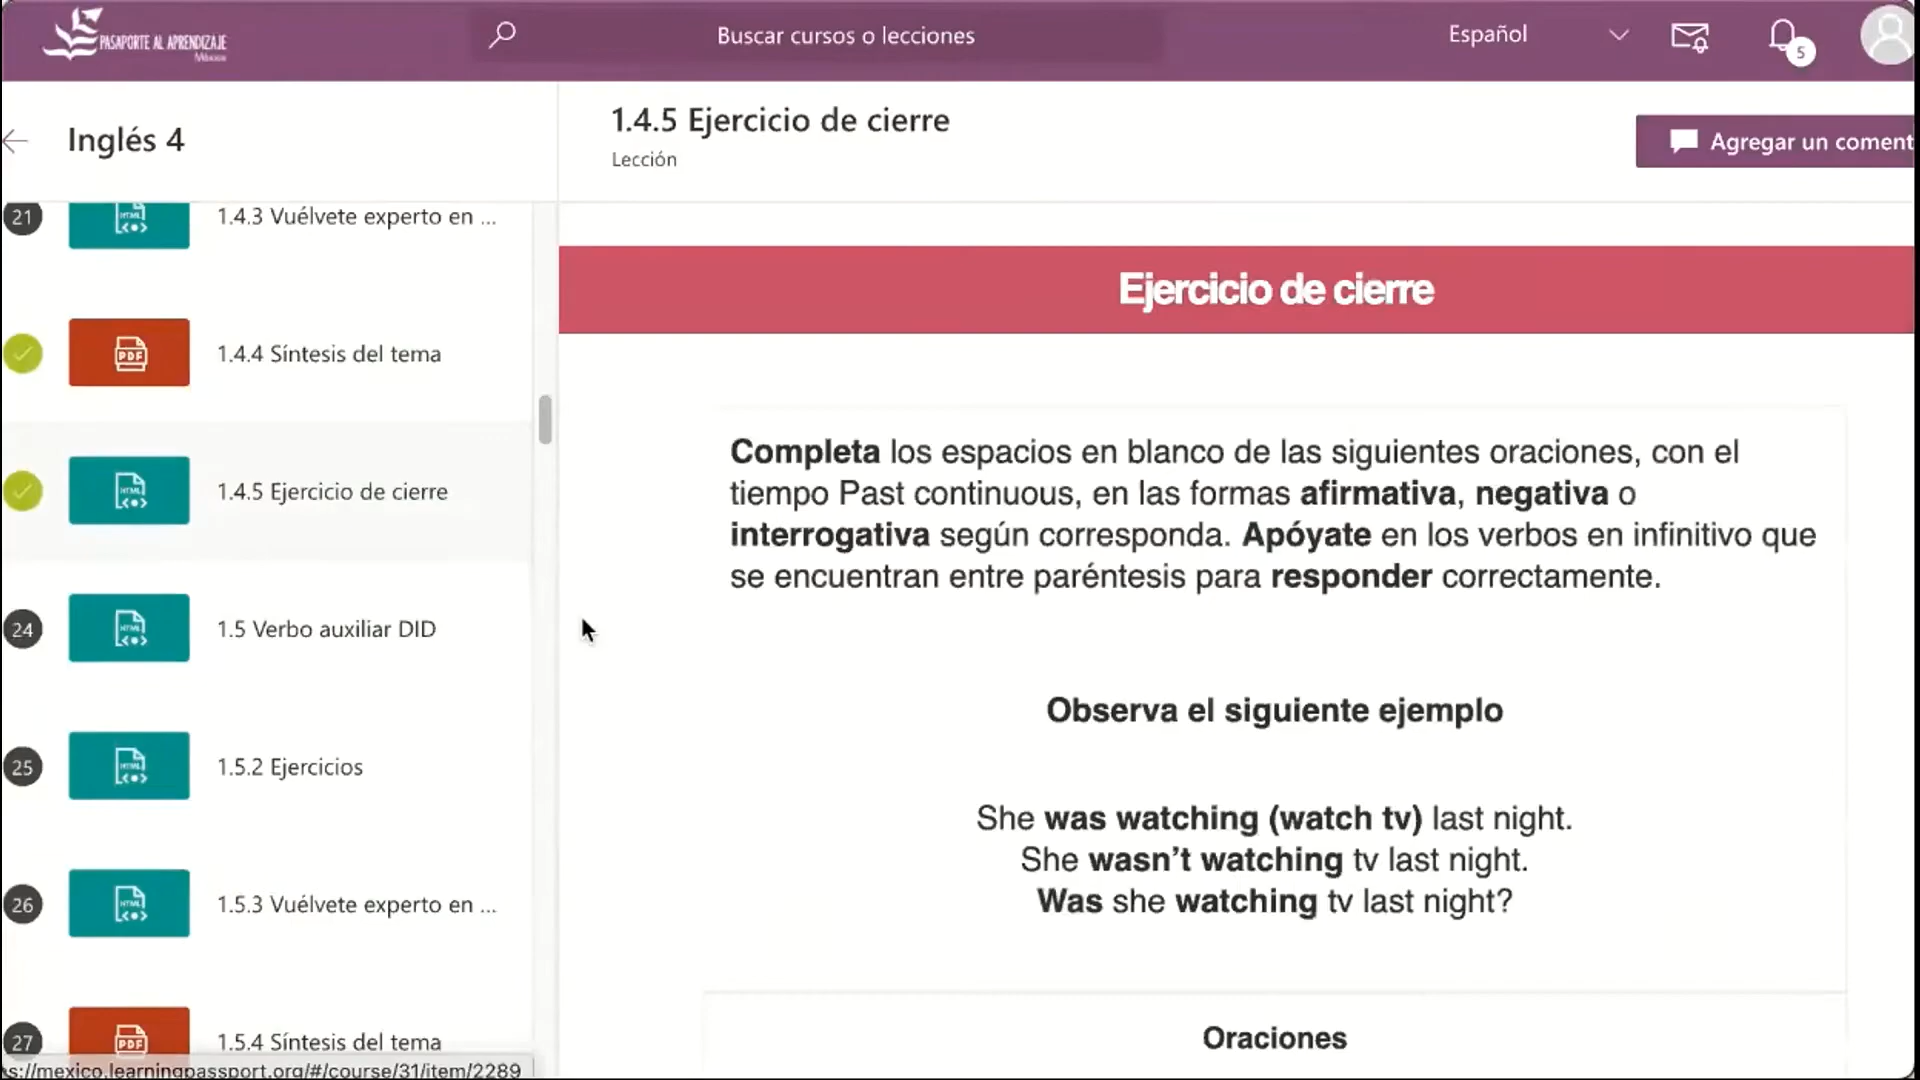 PASAPORTE AL APRENDIZAJE
México
Buscar cursos o lecciones
Español
5
Inglés 4
1.4.5 Ejercicio de cierre
Lección
Agregar un coment
21
HTML
1.4.3 Vuélvete experto en ...
PDF
1.4.4 Síntesis del tema
HTML
1.4.5 Ejercicio de cierre
24
HTML
1.5 Verbo auxiliar DID
25
HTML
1.5.2 Ejercicios
26
HTML
1.5.3 Vuélvete experto en ...
27
PDF
1.5.4 Síntesis del tema
s://mexico.learningpassport.org/#/course/31/item/2289
Ejercicio de cierre
Completa los espacios en blanco de las siguientes oraciones, con el
tiempo Past continuous, en las formas afirmativa, negativa o
interrogativa según corresponda. Apóyate en los verbos en infinitivo que
se encuentran entre paréntesis para responder correctamente.
Observa el siguiente ejemplo
She was watching (watch tv) last night.
She wasn't watching tv last night.
Was she watching tv last night?
Oraciones